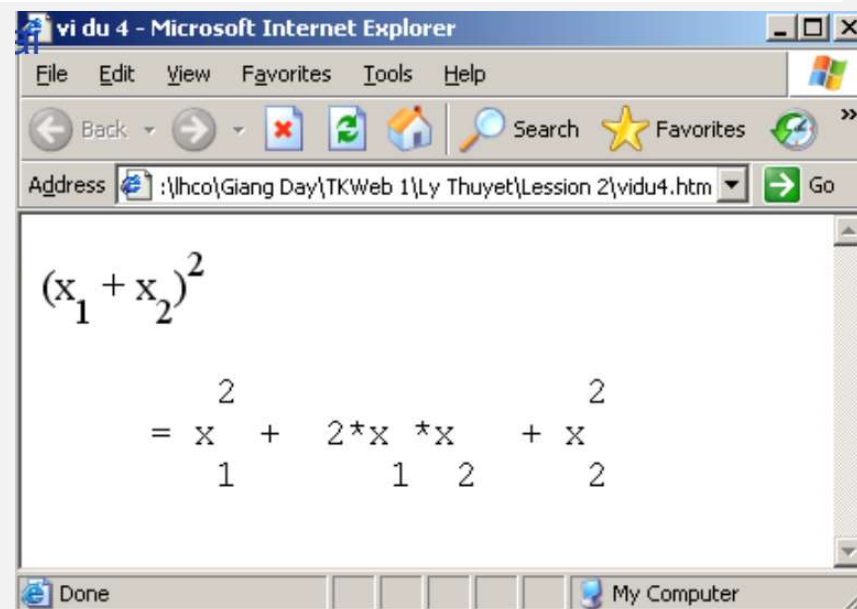 vi du 4 - Microsoft Internet Explorer
File Edit View Favorites Tools Help
Back Search Favorites »
Address :\lhco\Giang Day\TKWeb 1\Ly Thuyet\Lession 2\vidu4.htm Go
(x₁ + x₂)²
2 2
= x + 2*x *x + x
1 1 2 2
Done My Computer